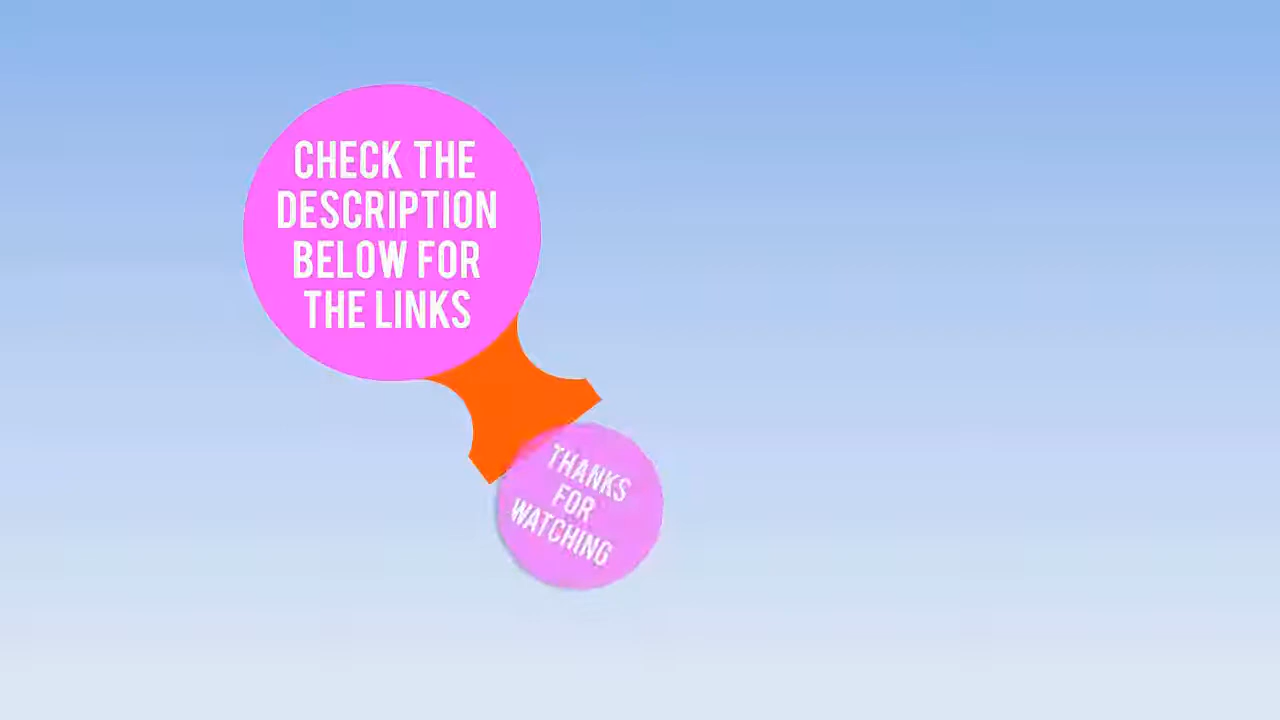 CHECK THE
DESCRIPTION
BELOW FOR
THE LINKS
THANKS
FOR
WATCHING